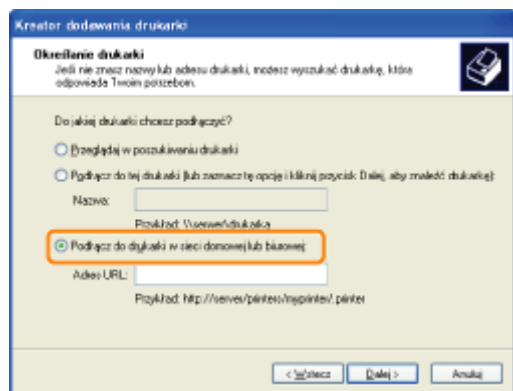 Kreator dodawania drukarki
Określanie drukarki
Jeśli nie znasz nazwy lub adresu drukarki, możesz wyszukać drukarkę, która
odpowiada Twoim potrzebom.
Do jakiej drukarki chcesz podłączyć?
Przeglądaj w poszukiwaniu drukarki
Podłącz do tej drukarki (lub zaznacz tę opcję i kliknij przycisk Dalej, aby znaleźć drukarkę):
Nazwa:
Przykład: \\serwer\drukarka
Podłącz do drukarki w sieci domowej lub biurowej:
Adres URL:
Przykład: http://server/printers/myprinter/.printer
< Wstecz
Dalej >
Anuluj